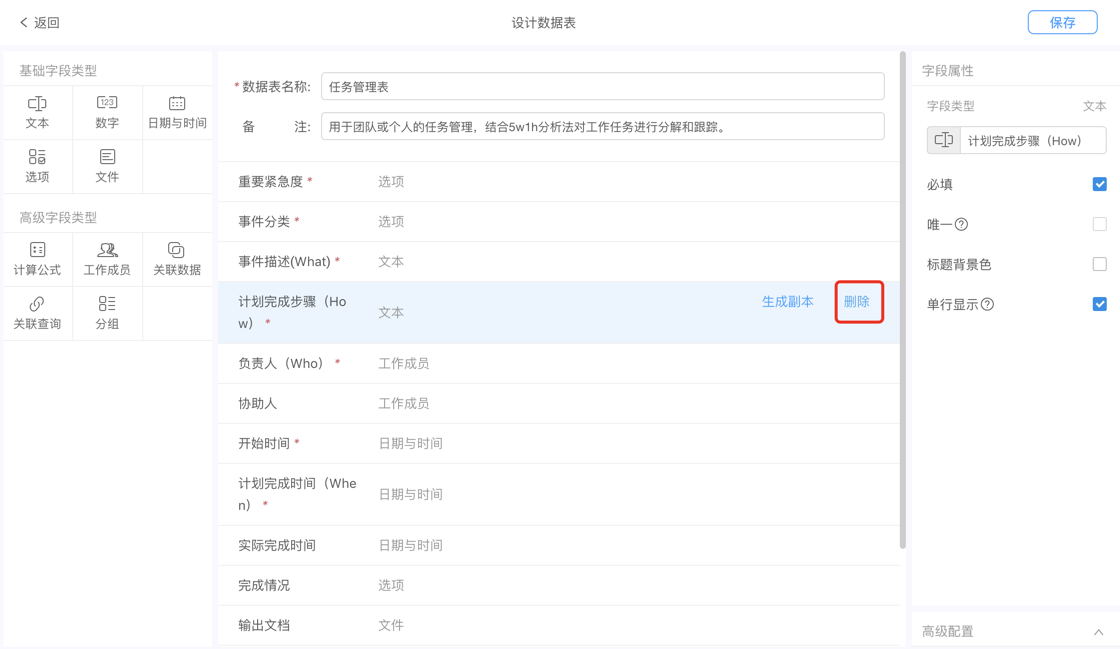 返回
设计数据表
保存
基础字段类型
文本
数字
日期与时间
选项
文件
高级字段类型
计算公式
工作成员
关联数据
关联查询
分组
* 数据表名称:
任务管理表
备 注:
用于团队或个人的任务管理，结合5w1h分析法对工作任务进行分解和跟踪。
重要紧急度 * 选项
事件分类 * 选项
事件描述(What) * 文本
计划完成步骤（Ho
w） *
文本
生成副本 删除
负责人（Who） * 工作成员
协助人 工作成员
开始时间 * 日期与时间
计划完成时间（Whe
n） *
日期与时间
实际完成时间 日期与时间
完成情况 选项
输出文档 文件
字段属性
字段类型 文本
计划完成步骤（How）
必填
唯一?
标题背景色
单行显示?
高级配置